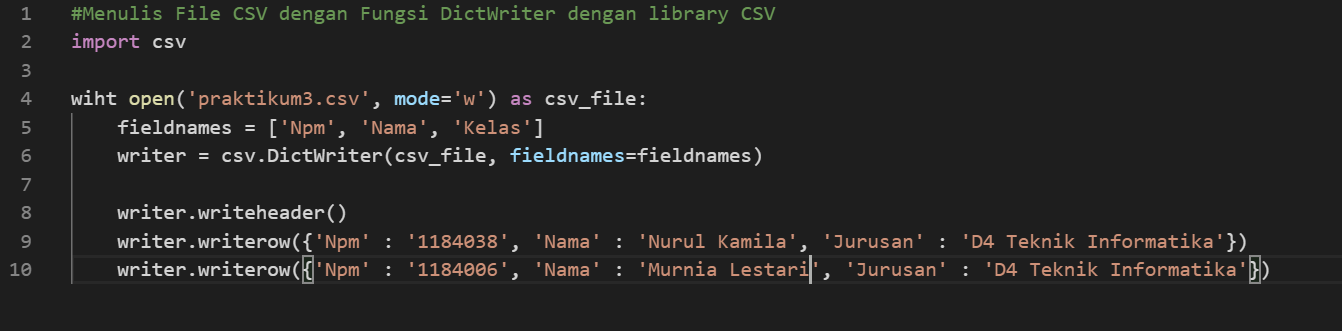 1 #Menulis File CSV dengan Fungsi DictWriter dengan library CSV
2 import csv
3
4 wiht open('praktikum3.csv', mode='w') as csv_file:
5 fieldnames = ['Npm', 'Nama', 'Kelas']
6 writer = csv.DictWriter(csv_file, fieldnames=fieldnames)
7
8 writer.writeheader()
9 writer.writerow({'Npm' : '1184038', 'Nama' : 'Nurul Kamila', 'Jurusan' : 'D4 Teknik Informatika'})
10 writer.writerow({'Npm' : '1184006', 'Nama' : 'Murnia Lestari', 'Jurusan' : 'D4 Teknik Informatika'})